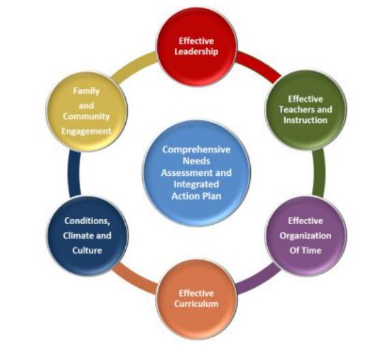 Effective
Leadership
Effective
Teachers and
Instruction
Effective
Organization
Of Time
Effective
Curriculum
Conditions,
Climate and
Culture
Family
and
Community
Engagement
Comprehensive
Needs
Assessment and
Integrated
Action Plan